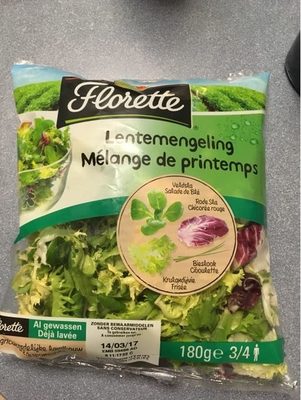 Florette
Lentemengeling
Mélange de printemps
Veldsla
Salade de Blé
Rode Sla
Chicorée rouge
Bieslook
Ciboulette
Krulandijvie
Frisée
Florette
Al gewassen
Déjà lavée
ZONDER BEWAARMIDDELEN
SANS CONSERVATEUR
14/03/17
180g e 3/4